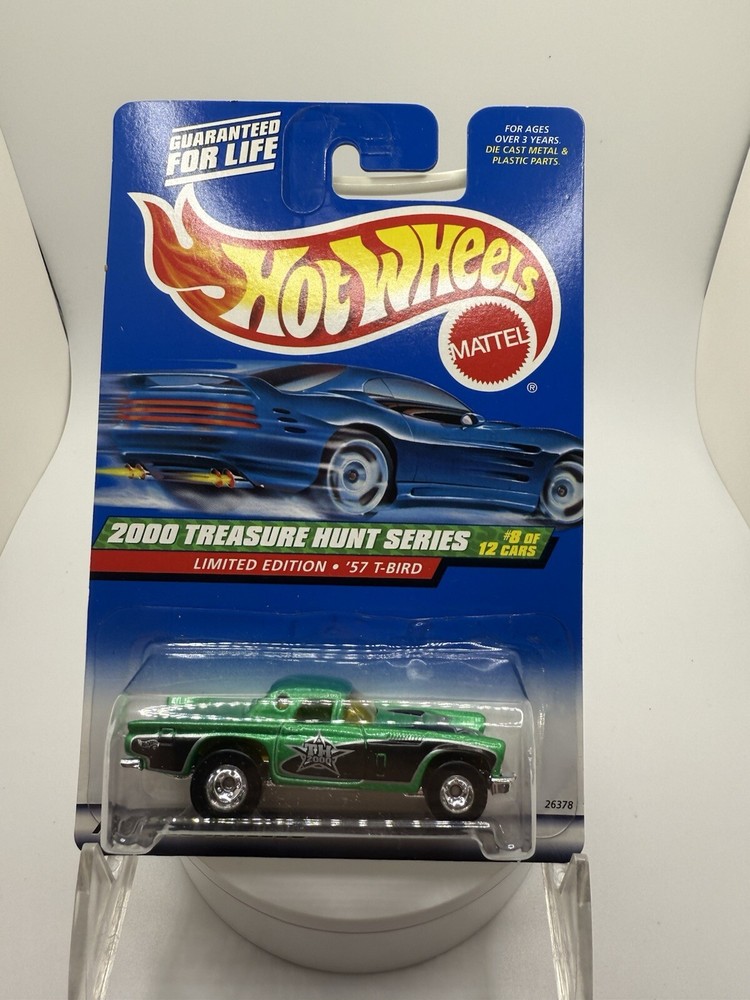 GUARANTEED
FOR LIFE
FOR AGES
OVER 3 YEARS.
DIE CAST METAL &
PLASTIC PARTS.
HOT WHEELS
MATTEL
®
2000 TREASURE HUNT SERIES
#8 OF
12 CARS
LIMITED EDITION • '57 T-BIRD
TH
2000
26378